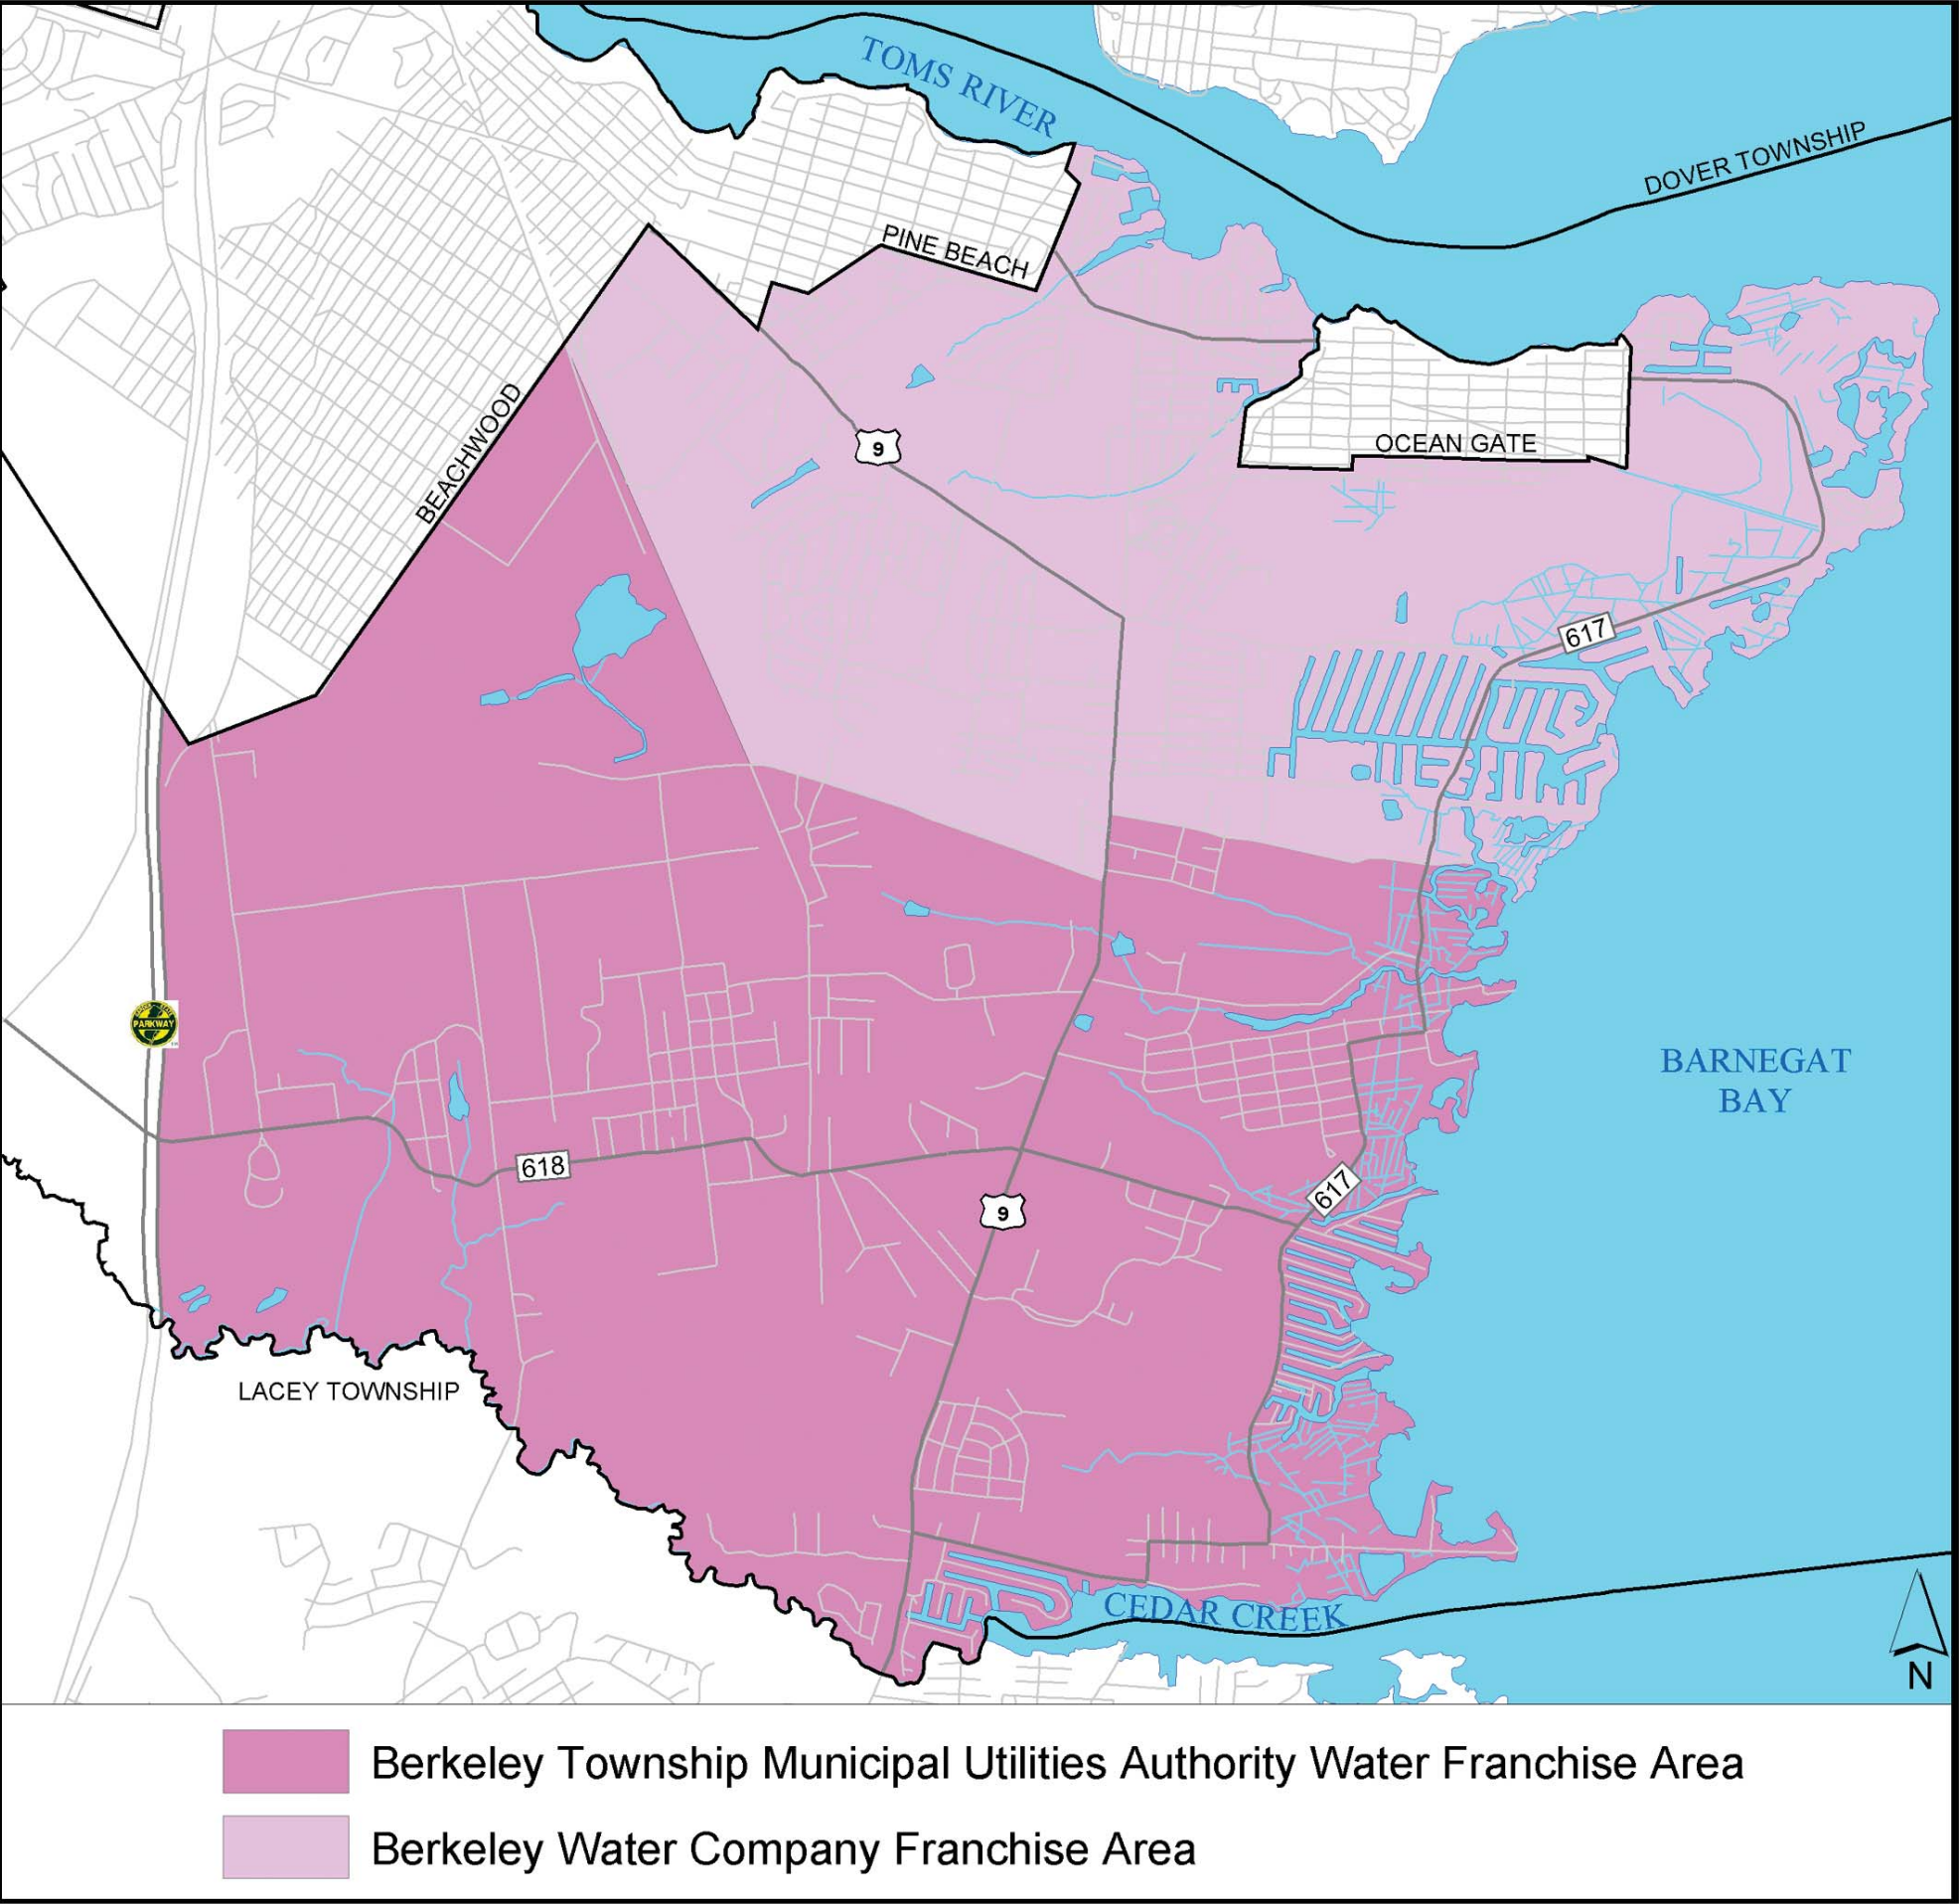 TOMS RIVER
DOVER TOWNSHIP
PINE BEACH
BEACHWOOD
9
OCEAN GATE
617
PARKWAY
BARNEGAT
BAY
618
617
9
LACEY TOWNSHIP
CEDAR CREEK
N
Berkeley Township Municipal Utilities Authority Water Franchise Area
Berkeley Water Company Franchise Area